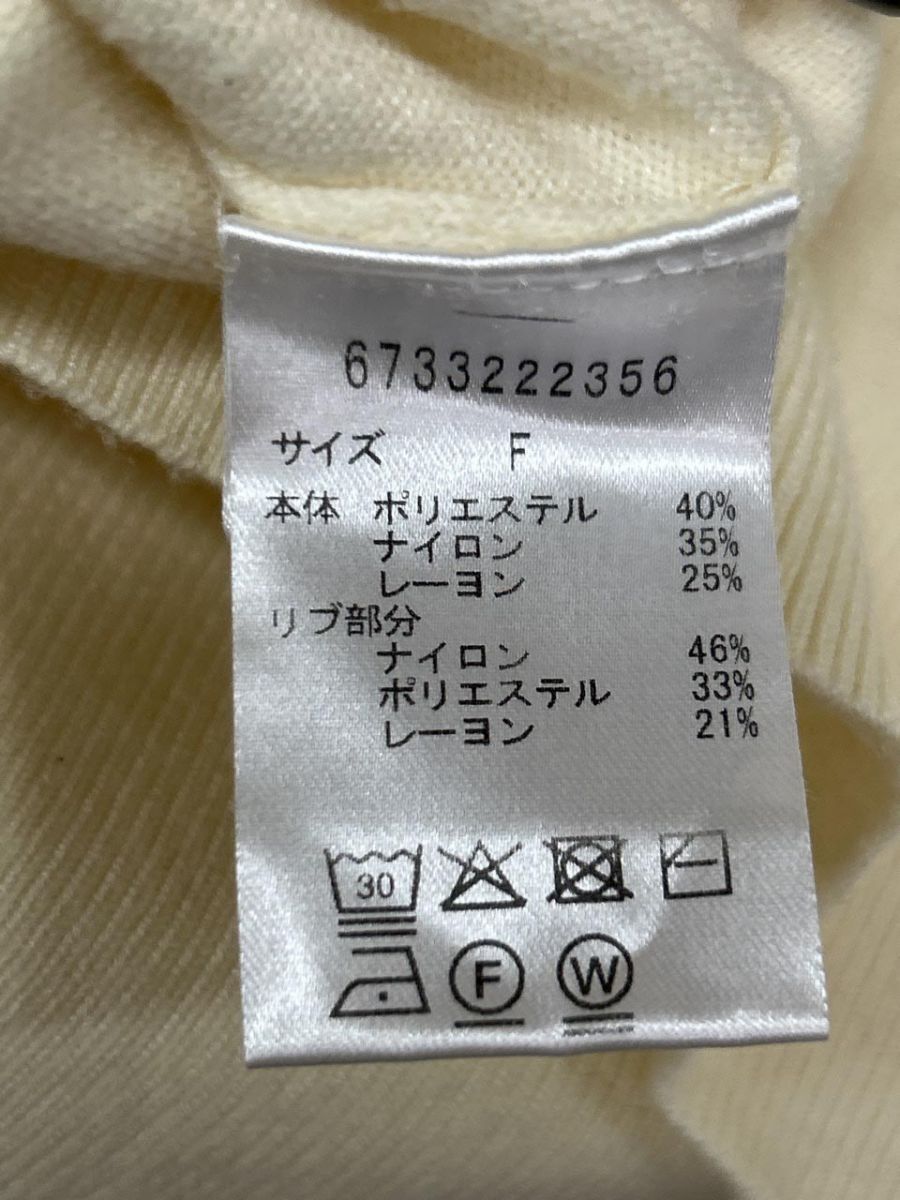 6733222356
サイズ F
本体 ポリエステル 40%
ナイロン 35%
レーヨン 25%
リブ部分
ナイロン 46%
ポリエステル 33%
レーヨン 21%
30
F W